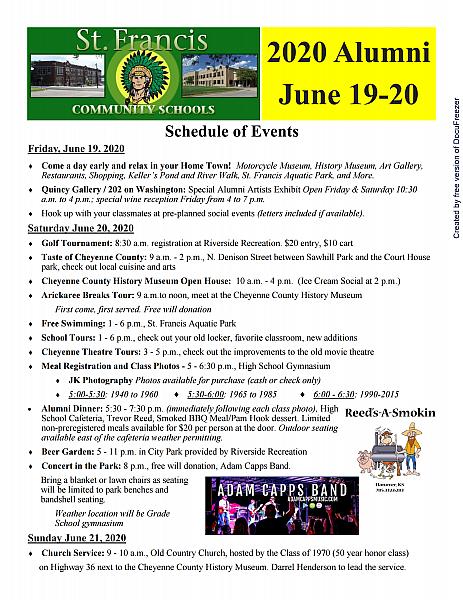 St. Francis
COMMUNITY SCHOOLS
2020 Alumni
June 19-20
Schedule of Events
Friday, June 19, 2020
♦ Come a day early and relax in your Home Town! Motorcycle Museum, History Museum, Art Gallery,
Restaurants, Shopping, Keller's Pond and River Walk, St. Francis Aquatic Park, and More.
♦ Quincy Gallery / 202 on Washington: Special Alumni Artists Exhibit Open Friday & Saturday 10:30
a.m. to 4 p.m.; special wine reception Friday from 4 to 7 p.m.
♦ Hook up with your classmates at pre-planned social events (letters included if available).
Saturday June 20, 2020
♦ Golf Tournament: 8:30 a.m. registration at Riverside Recreation. $20 entry, $10 cart
♦ Taste of Cheyenne County: 9 a.m. - 2 p.m., N. Denison Street between Sawhill Park and the Court House
park, check out local cuisine and arts
♦ Cheyenne County History Museum Open House: 10 a.m. - 4 p.m. (Ice Cream Social at 2 p.m.)
♦ Arickaree Breaks Tour: 9 a.m.to noon, meet at the Cheyenne County History Museum
First come, first served. Free will donation
♦ Free Swimming: 1 - 6 p.m., St. Francis Aquatic Park
♦ School Tours: 1 - 6 p.m., check out your old locker, favorite classroom, new additions
♦ Cheyenne Theatre Tours: 3 - 5 p.m., check out the improvements to the old movie theatre
♦ Meal Registration and Class Photos - 5 - 6:30 p.m., High School Gymnasium
♦ JK Photography Photos available for purchase (cash or check only)
♦ 5:00-5:30: 1940 to 1960 ♦ 5:30-6:00: 1965 to 1985 ♦ 6:00 - 6:30: 1990-2015
• Alumni Dinner: 5:30 - 7:30 p.m. (immediately following each class photo), High
School Cafeteria, Trevor Reed, Smoked BBQ Meal/Pam Hook dessert. Limited
non-preregistered meals available for $20 per person at the door. Outdoor seating
available east of the cafeteria weather permitting.
Reed's-A-Smokin
Hammer, KS
♦ Beer Garden: 5 - 11 p.m. in City Park provided by Riverside Recreation
♦ Concert in the Park: 8 p.m., free will donation, Adam Capps Band.
Bring a blanket or lawn chairs as seating
will be limited to park benches and
bandshell seating.
Weather location will be Grade
School gymnasium
ADAM CAPPS BAND
ADAMCAPPSMUSIC.COM
Sunday June 21, 2020
♦ Church Service: 9 - 10 a.m., Old Country Church, hosted by the Class of 1970 (50 year honor class)
on Highway 36 next to the Cheyenne County History Museum. Darrel Henderson to lead the service.
Created by free version of DocuFreezer